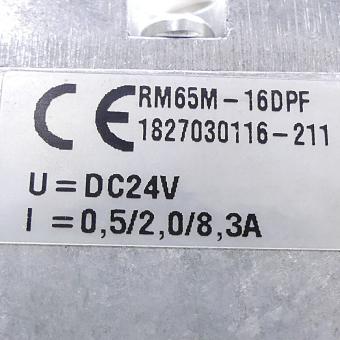 CE RM65M-16DPF
1827030116-211
U = DC24V
I = 0,5/2,0/8,3A